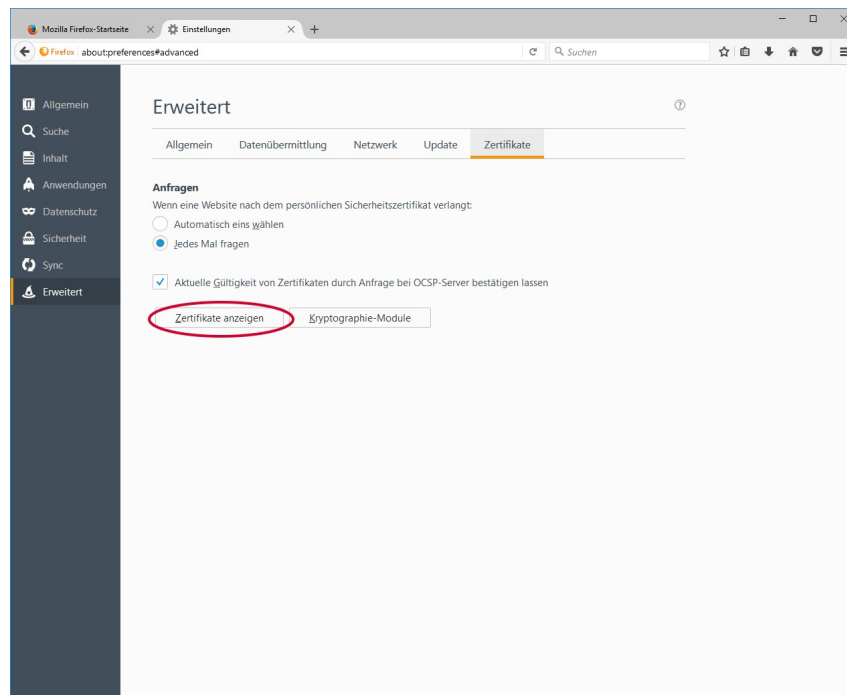 Mozilla Firefox-Startseite
Einstellungen
Firefox about:preferences#advanced
Suchen
Allgemein
Suche
Inhalt
Anwendungen
Datenschutz
Sicherheit
Sync
Erweitert
Erweitert
Allgemein Datenübermittlung Netzwerk Update Zertifikate
Anfragen
Wenn eine Website nach dem persönlichen Sicherheitszertifikat verlangt:
Automatisch eins wählen
Jedes Mal fragen
Aktuelle Gültigkeit von Zertifikaten durch Anfrage bei OCSP-Server bestätigen lassen
Zertifikate anzeigen Kryptographie-Module